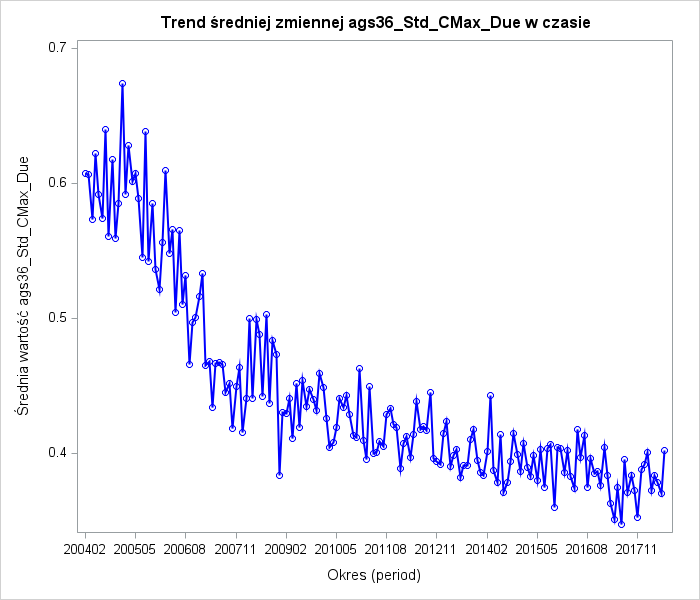 Trend średniej zmiennej ags36_Std_CMax_Due w czasie
0.7
0.6
0.5
0.4
Średnia wartość ags36_Std_CMax_Due
200402 200505 200608 200711 200902 201005 201108 201211 201402 201505 201608 201711
Okres (period)